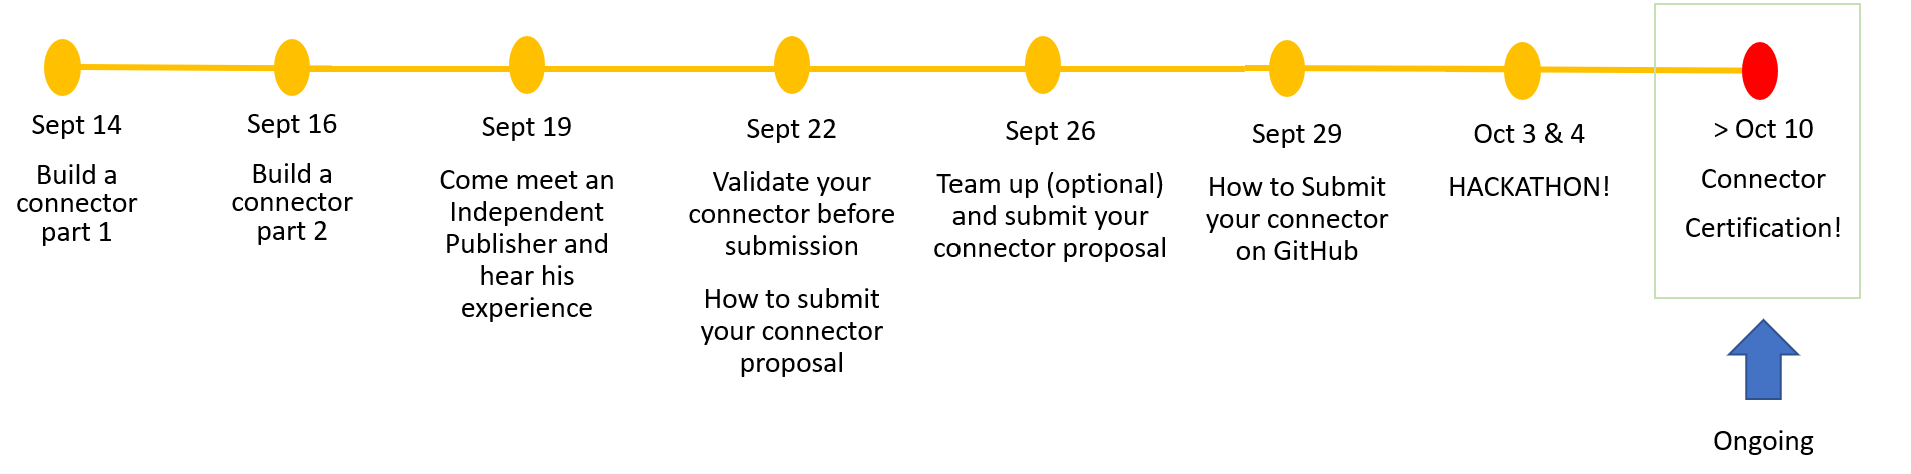 Sept 14
Build a
connector
part 1
Sept 16
Build a
connector
part 2
Sept 19
Come meet an
Independent
Publisher and
hear his
experience
Sept 22
Validate your
connector before
submission
How to submit
your connector
proposal
Sept 26
Team up (optional)
and submit your
connector proposal
Sept 29
How to Submit
your connector
on GitHub
Oct 3 & 4
HACKATHON!
> Oct 10
Connector
Certification!
Ongoing